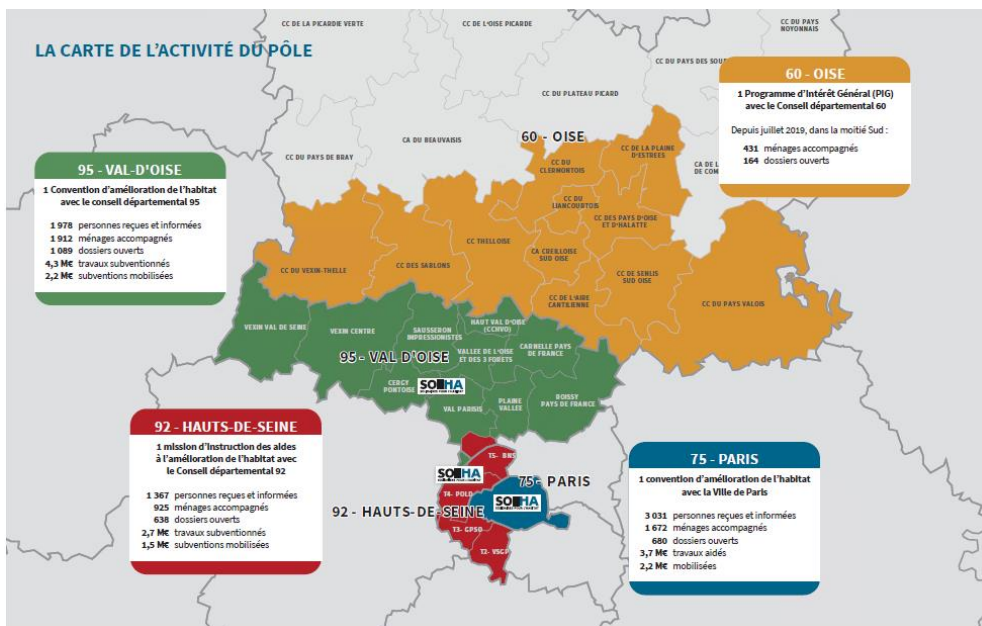 CC DE LA PICARDIE VERTE
CC DE L'OISE PICARDE
CC DU PAYS
NOYONNAIS
LA CARTE DE L'ACTIVITÉ DU PÔLE
CC DU PAYS DES
60 - OISE
1 Programme d'Intérêt Général (PIG)
avec le Conseil départemental 60
Depuis juillet 2019, dans la moitié Sud :
431 ménages accompagnés
164 dossiers ouverts
CC DU PLATEAU PICARD
60 - OISE
CA DU BEAUVAISIS
CC DE LA PLAINE
D'ESTREES
CC DU PAYS DE BRAY
CC DU
CLERMONTOIS
CA DE L
DE COM
95 - VAL-D'OISE
1 Convention d'amélioration de l'habitat
avec le conseil départemental 95
1 978 personnes reçues et informées
1 912 ménages accompagnés
1 089 dossiers ouverts
4,3 M€ travaux subventionnés
2,2 M€ subventions mobilisées
CC DU
LIANCOURTOIS
CC DES PAYS D'OISE
ET D'HALATTE
CC THELLOISE
CA CREILLOISE
SUD OISE
CC DU VEXIN-THELLE
CC DES SABLONS
CC DE SENLIS
SUD OISE
CC DE L'AIRE
CANTILIENNE
CC DU PAYS VALOIS
VEXIN VAL DE SEINE
VEXIN CENTRE
SAUSSERON
IMPRESSIONISTES
HAUT VAL D'OISE
(CCHVO)
95 - VAL D'OISE
VALLEE DE L'OISE
ET DES 3 FORETS
CARNELLE PAYS
DE FRANCE
CERGY
PONTOISE
SOLIHA
VAL PARISIS
PLAINE
VALLEE
ROISSY
PAYS DE FRANCE
92 - HAUTS-DE-SEINE
1 mission d'Instruction des aides
à l'amélioration de l'habitat avec
le Conseil départemental 92
1 367 personnes reçues et informées
925 ménages accompagnés
638 dossiers ouverts
2,7 M€ travaux subventionnés
1,5 M€ subventions mobilisées
T5- BNS
SOLIHA
75 - PARIS
T4- POLD
SOLIHA
92 - HAUTS-DE-SEINE
T3- GPSO
T2- VSGP
75 - PARIS
1 convention d'amélioration de l'habitat
avec la Ville de Paris
3 031 personnes reçues et informées
1 672 ménages accompagnés
680 dossiers ouverts
3,7 M€ travaux aidés
2,2 M€ mobilisées